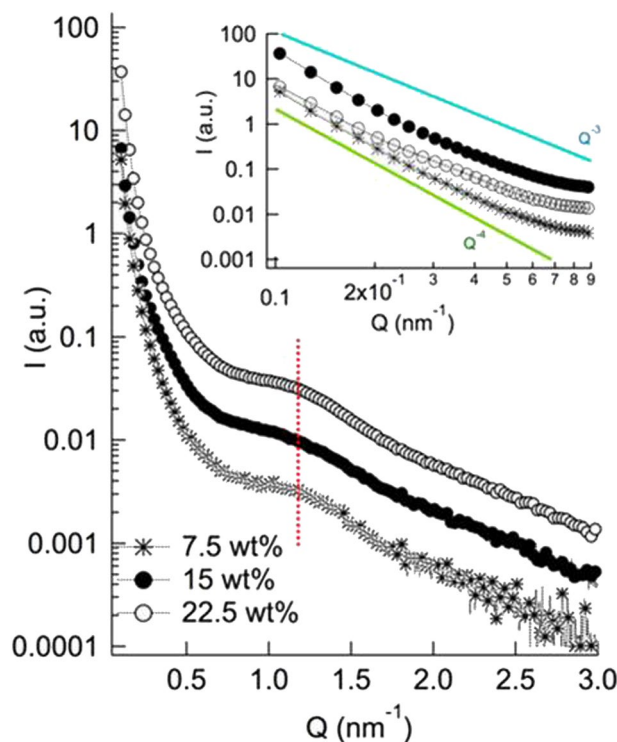 100
10
1
0.1
0.01
0.001
0.0001
I (a.u.)
0.5
1.0
1.5
2.0
2.5
3.0
Q (nm⁻¹)
7.5 wt%
15 wt%
22.5 wt%
100
10
1
0.1
0.01
0.001
I (a.u.)
Q⁻³
Q⁻⁴
0.1
2x10⁻¹
3
4
5
6
7
8
9
Q (nm⁻¹)